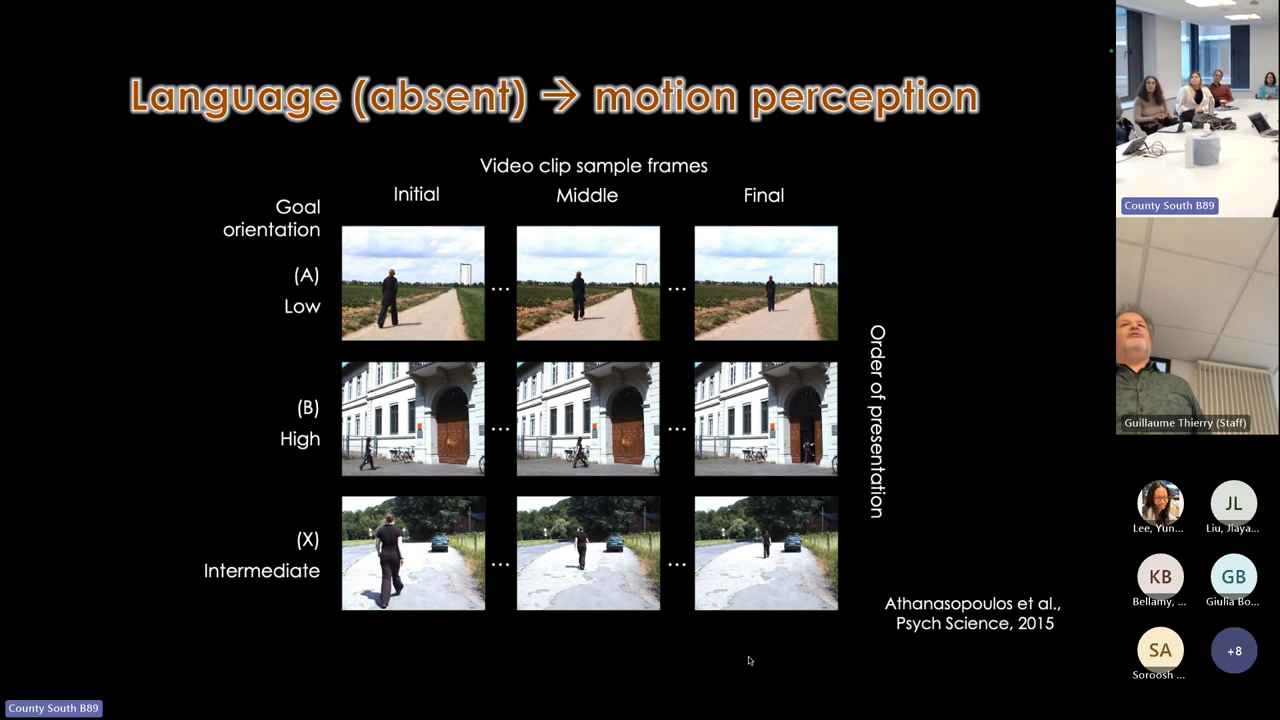 Language (absent) → motion perception
Video clip sample frames
Initial
Middle
Final
Goal
orientation
(A)
Low
...
...
(B)
High
...
...
(X)
Intermediate
...
...
Order of presentation
Athanasopoulos et al.,
Psych Science, 2015
County South B89
County South B89
Guillaume Thierry (Staff)
Lee, Yun...
JL
Liu, Jiaya...
KB
Bellamy, ...
GB
Giulia Bo...
SA
Soroosh ...
+8